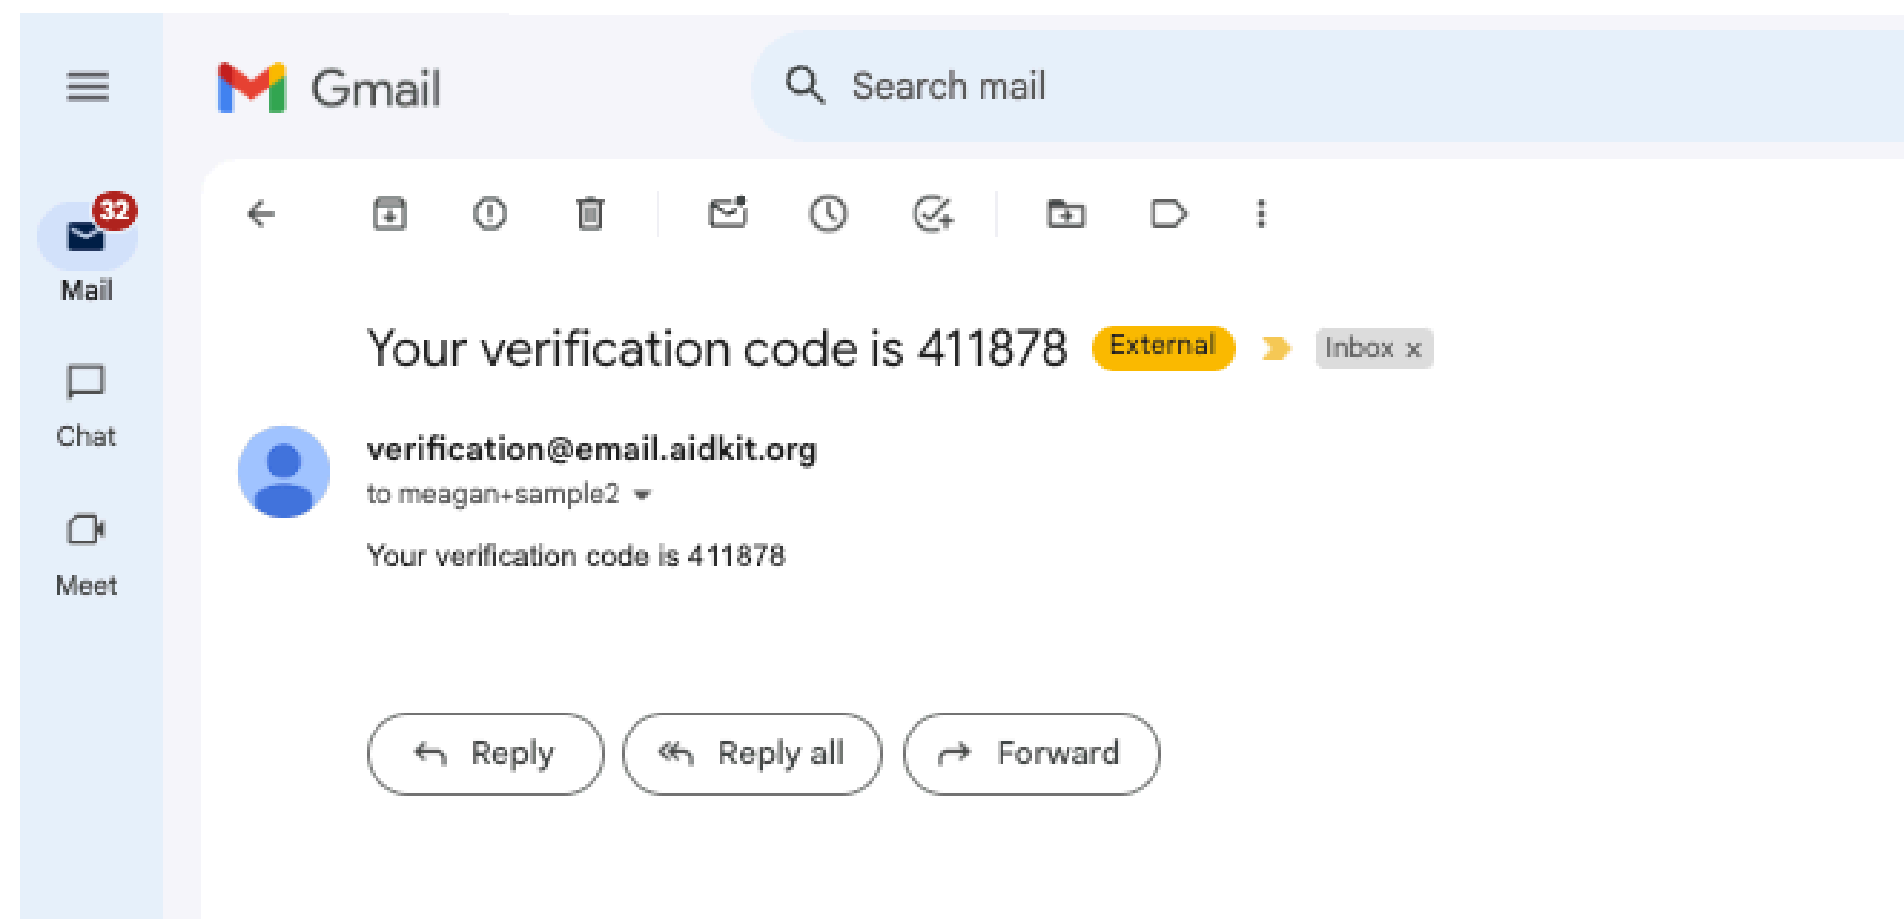 Gmail
Search mail
32
Mail
Chat
Meet
Your verification code is 411878 External Inbox x
verification@email.aidkit.org
to meagan+sample2
Your verification code is 411878
Reply Reply all Forward